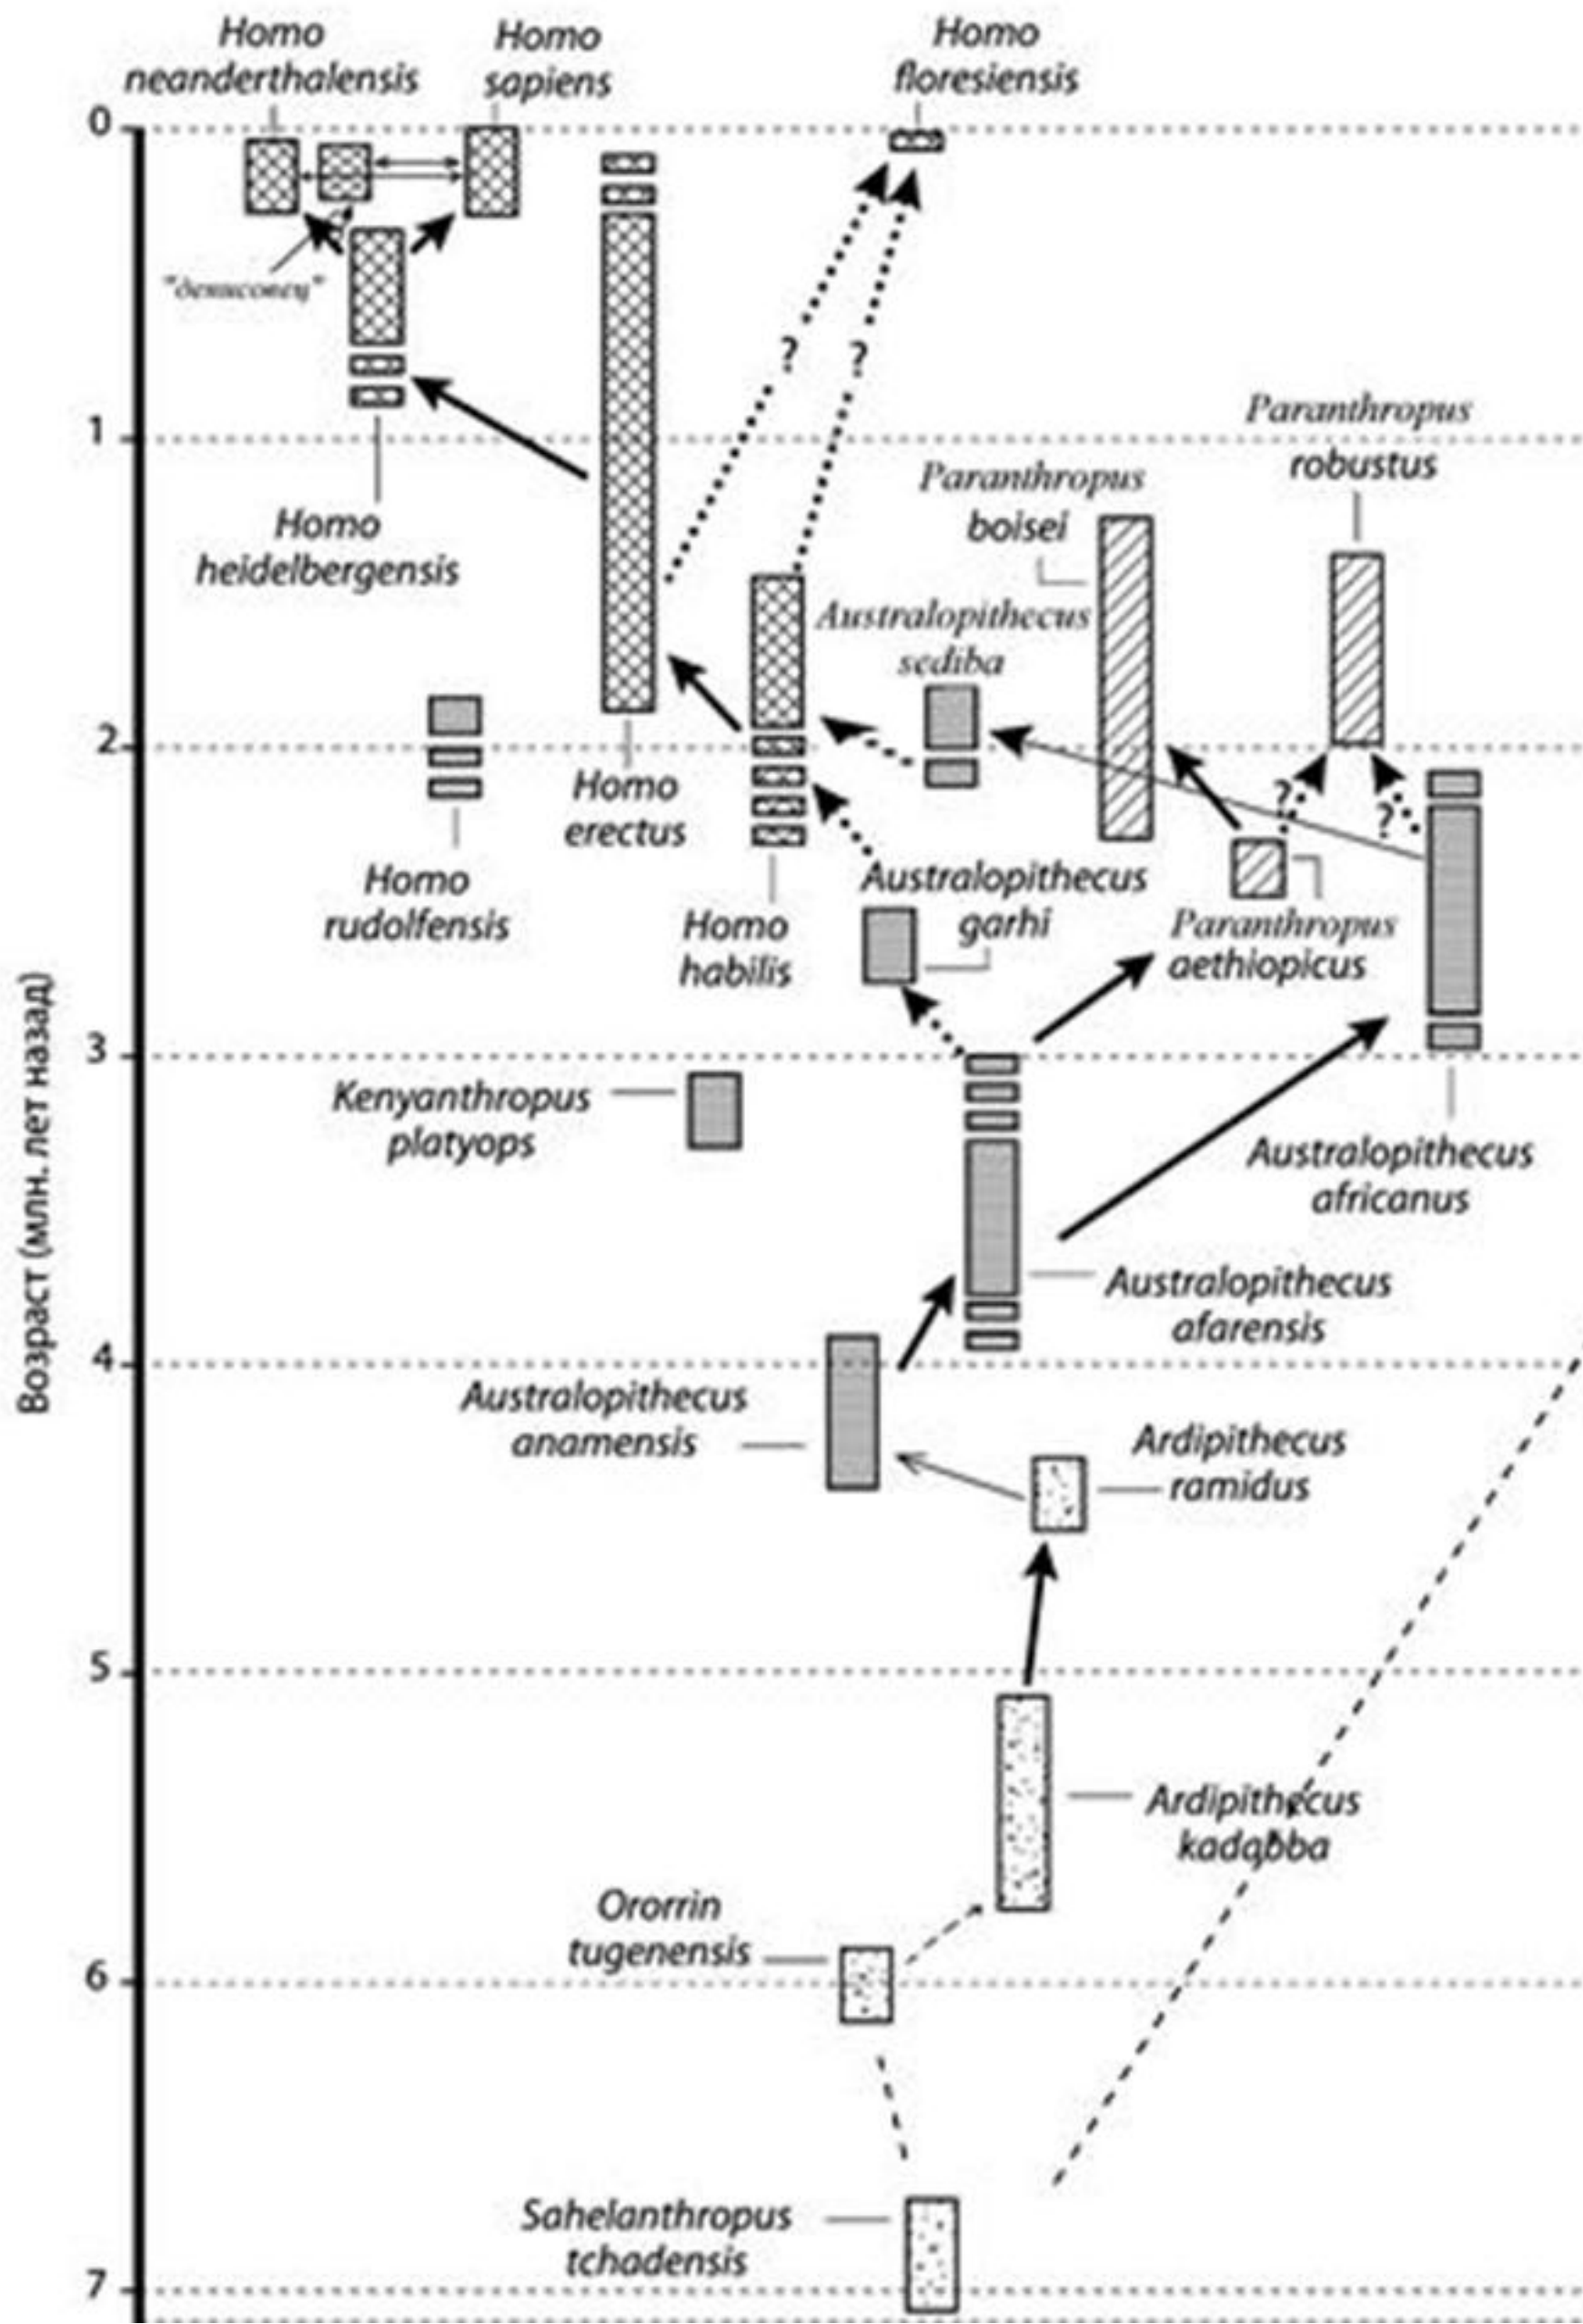 Homo
neanderthalensis
Homo
sapiens
Homo
floresiensis
0
"денисовец"
Homo
heidelbergensis
?
?
1
Paranthropus
robustus
Paranthropus
boisei
Australopithecus
sediba
2
Homo
erectus
?
?
Homo
rudolfensis
Homo
habilis
Australopithecus
garhi
Paranthropus
aethiopicus
Возраст (млн. лет назад)
3
Kenyanthropus
platyops
Australopithecus
africanus
Australopithecus
afarensis
4
Australopithecus
anamensis
Ardipithecus
ramidus
5
Ardipithecus
kadabba
Ororrin
tugenensis
6
Sahelanthropus
tchadensis
7